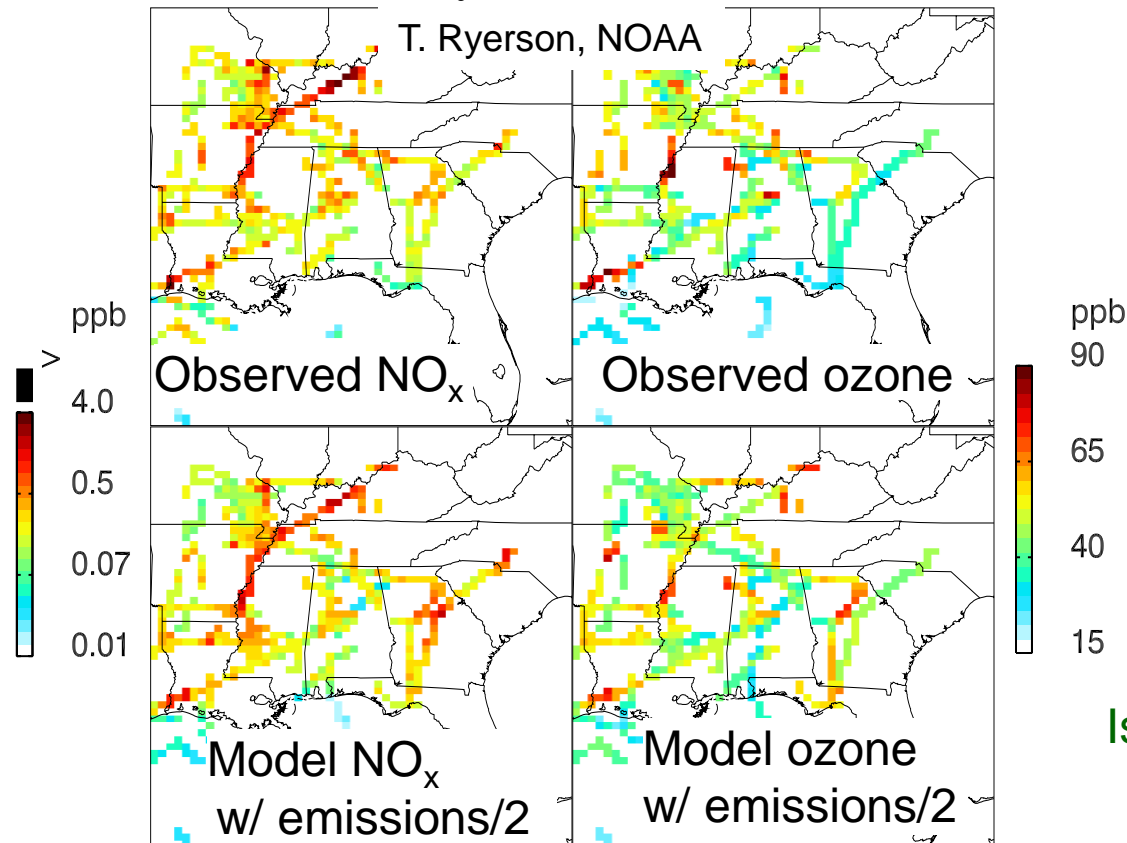 T. Ryerson, NOAA
ppb
>
4.0
0.5
0.07
0.01
Observed NOx
Observed ozone
ppb
90
65
40
15
Model NOx
w/ emissions/2
Model ozone
w/ emissions/2
Is